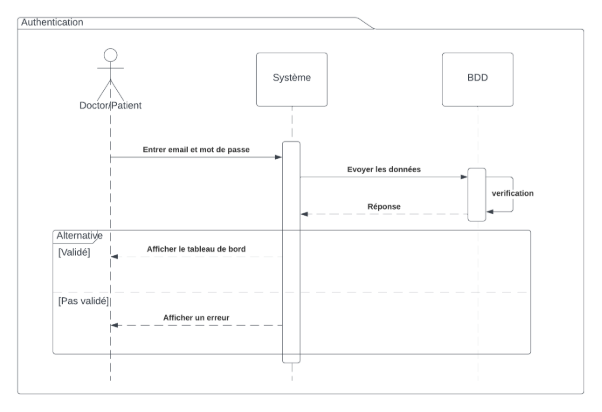 Authentication
Système
BDD
Doctor/Patient
Entrer email et mot de passe
Evoyer les données
verification
Réponse
Alternative
[Validé]
Afficher le tableau de bord
[Pas validé]
Afficher un erreur